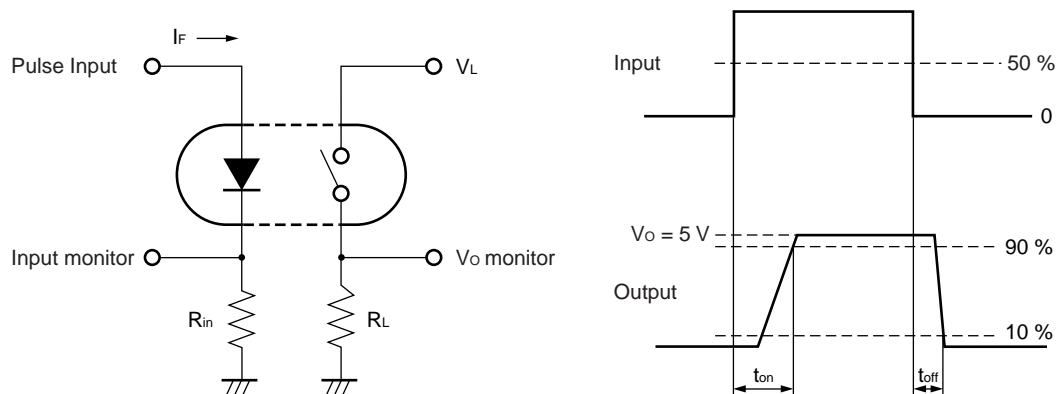 IF
Pulse Input
VL
Input monitor
VO monitor
Rin
RL
Input
50 %
0
VO = 5 V
90 %
Output
10 %
ton
toff